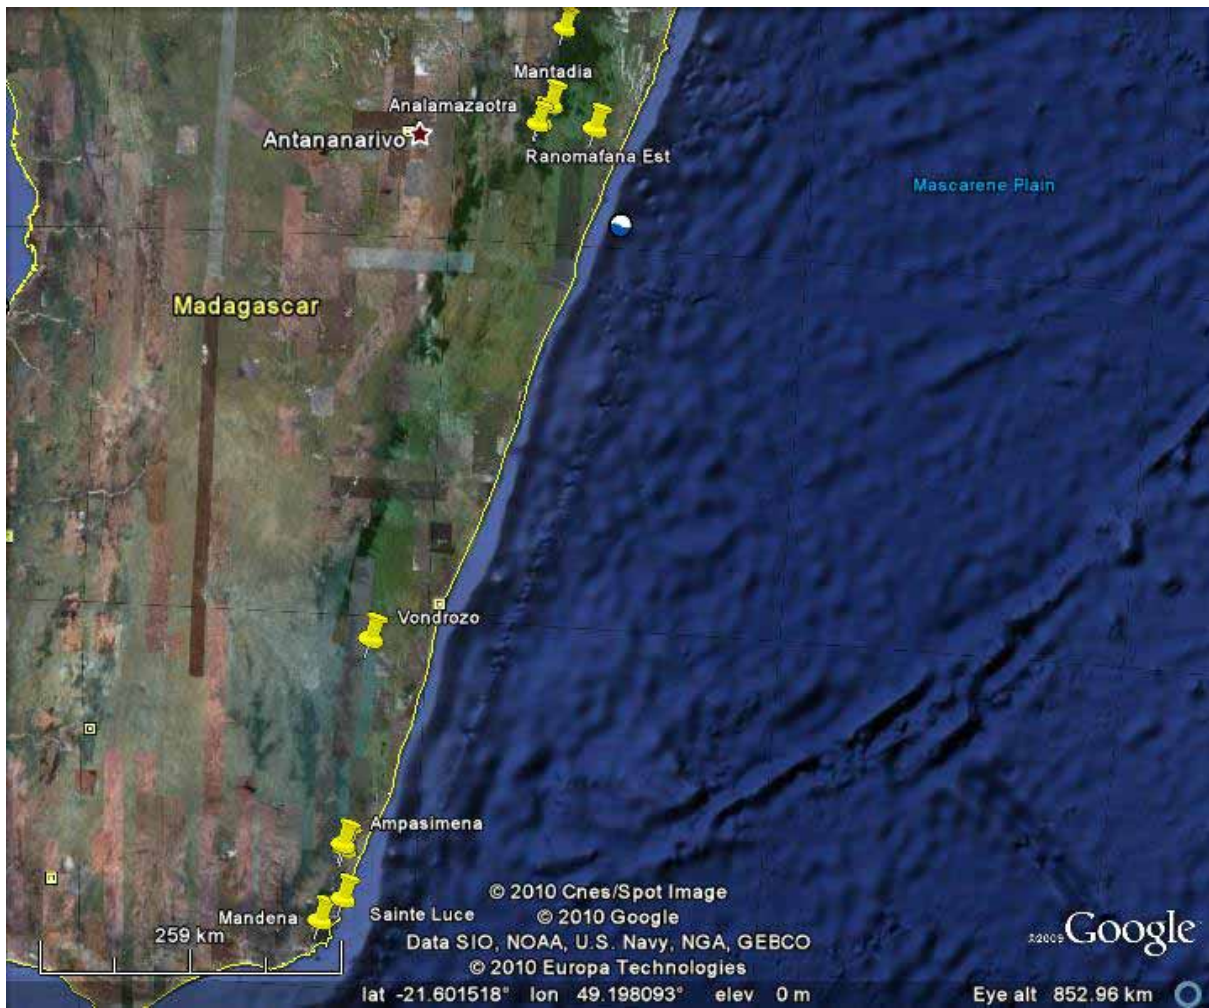 Mantadia
Analamazaotra
Antananarivo
Ranomafana Est
Mascarene Plain
Madagascar
Vondrozo
Ampasimena
Mandena
Sainte Luce
259 km
© 2010 Cnes/Spot Image
© 2010 Google
Data SIO, NOAA, U.S. Navy, NGA, GEBCO
© 2010 Europa Technologies
©2009 Google
lat -21.601518° lon 49.198093° elev 0 m
Eye alt 852.96 km